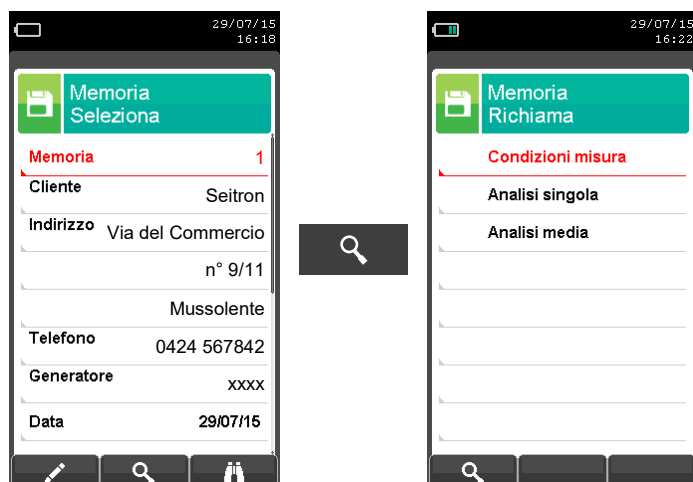 29/07/15
16:18
Memoria
Seleziona
Memoria 1
Cliente Seitron
Indirizzo Via del Commercio
n° 9/11
Mussolente
Telefono 0424 567842
Generatore xxxx
Data 29/07/15
29/07/15
16:22
Memoria
Richiama
Condizioni misura
Analisi singola
Analisi media